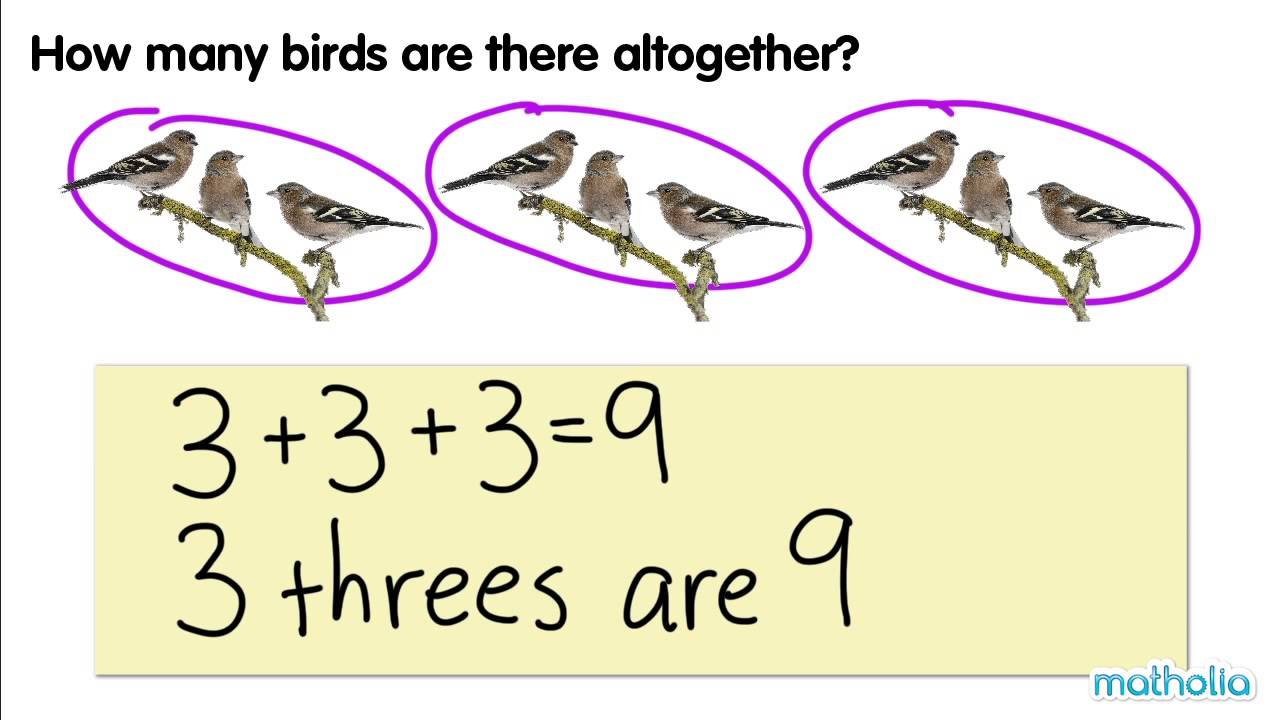 How many birds are there altogether?
3+3+3=9
3 threes are 9
matholia